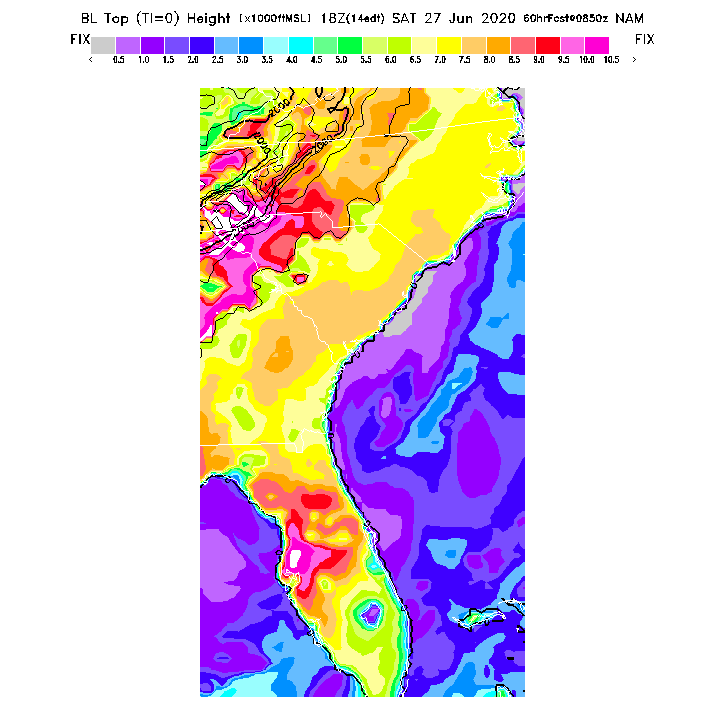 BL Top (TI=0) Height [x1000ftMSL] 18Z(14edt) SAT 27 Jun 2020 60hrFcst@0850z NAM
FIX FIX
< 0.5 1.0 1.5 2.0 2.5 3.0 3.5 4.0 4.5 5.0 5.5 6.0 6.5 7.0 7.5 8.0 8.5 9.0 9.5 10.0 10.5 >
2000
2000
2000